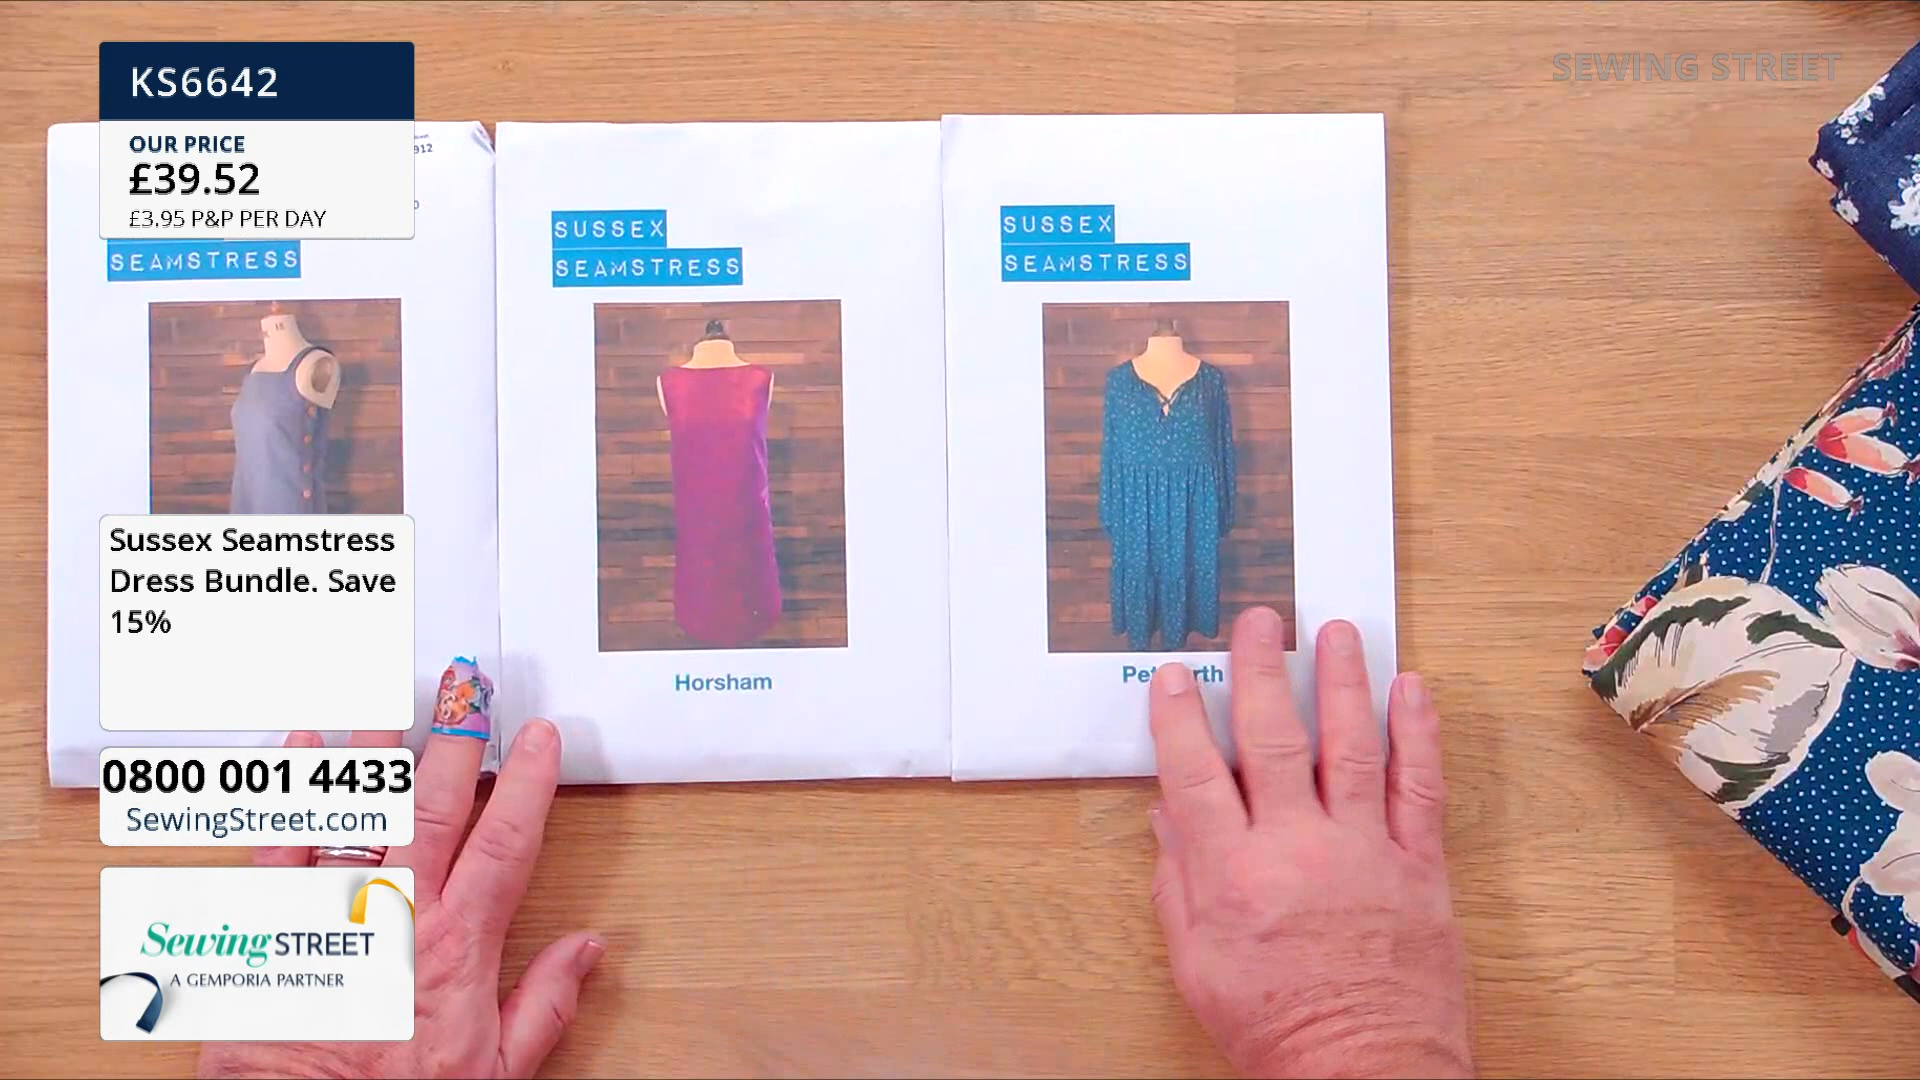 KS6642
OUR PRICE
£39.52
£3.95 P&P PER DAY
SEWING STREET
912
SEAMSTRESS
SUSSEX
SEAMSTRESS
SUSSEX
SEAMSTRESS
Horsham
Sussex Seamstress
Dress Bundle. Save
15%
0800 001 4433
SewingStreet.com
Sewing STREET
A GEMPORIA PARTNER